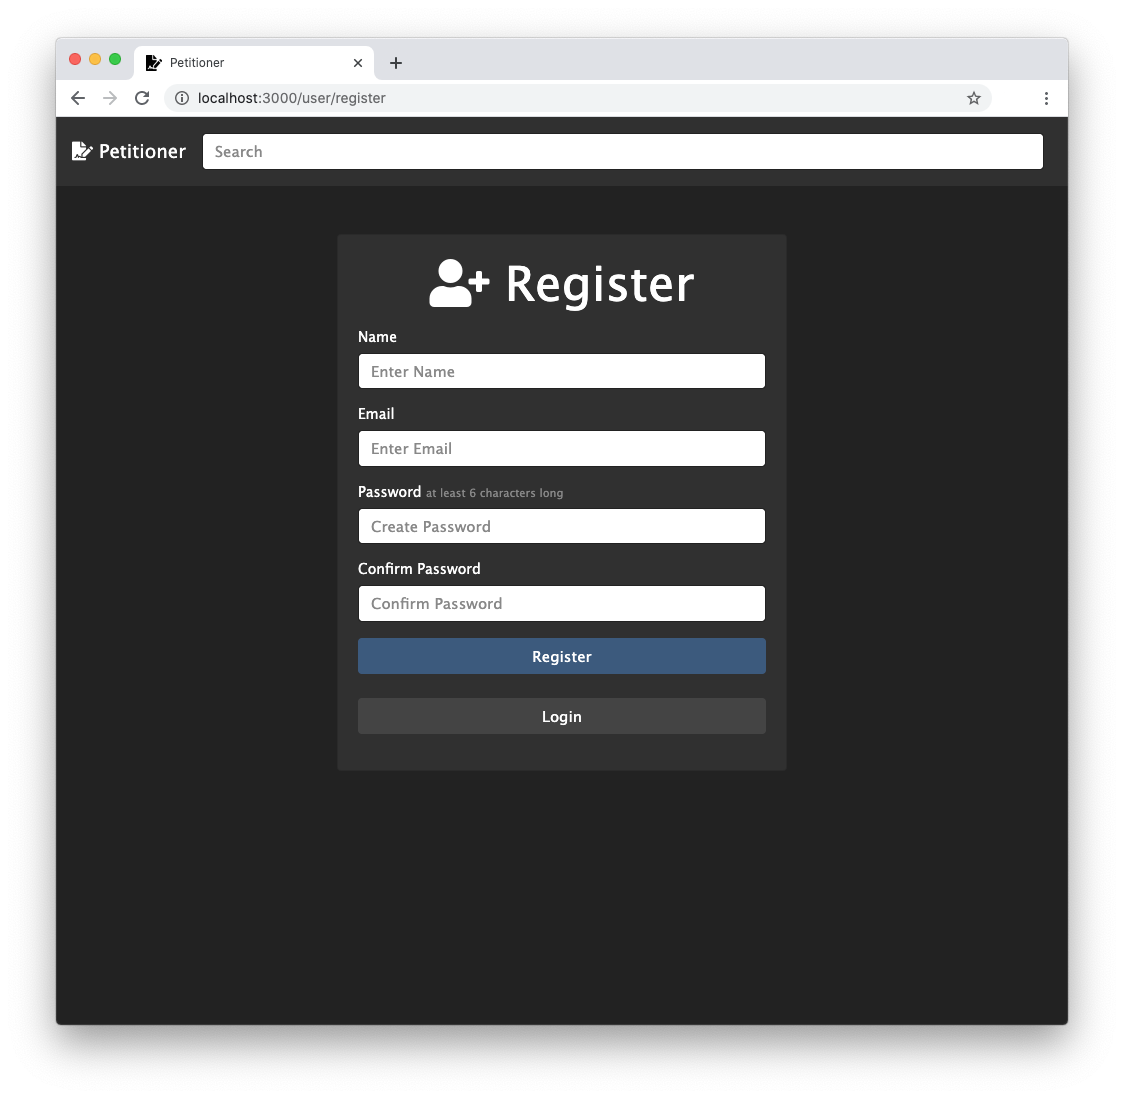 Petitioner
localhost:3000/user/register
Petitioner
Search
Register
Name
Enter Name
Email
Enter Email
Password at least 6 characters long
Create Password
Confirm Password
Confirm Password
Register
Login